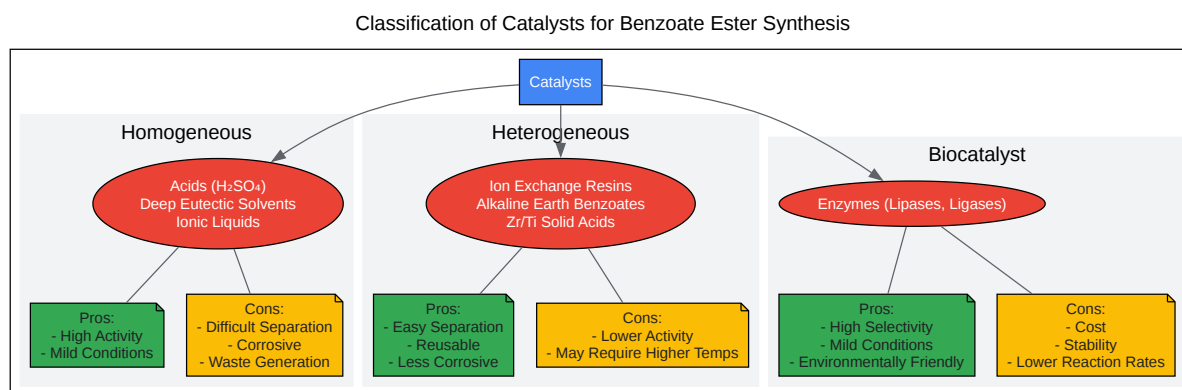 Classification of Catalysts for Benzoate Ester Synthesis
Catalysts
Homogeneous
Acids (H₂SO₄)
Deep Eutectic Solvents
Ionic Liquids
Pros:
- High Activity
- Mild Conditions
Cons:
- Difficult Separation
- Corrosive
- Waste Generation
Heterogeneous
Ion Exchange Resins
Alkaline Earth Benzoates
Zr/Ti Solid Acids
Pros:
- Easy Separation
- Reusable
- Less Corrosive
Cons:
- Lower Activity
- May Require Higher Temps
Biocatalyst
Enzymes (Lipases, Ligases)
Pros:
- High Selectivity
- Mild Conditions
- Environmentally Friendly
Cons:
- Cost
- Stability
- Lower Reaction Rates